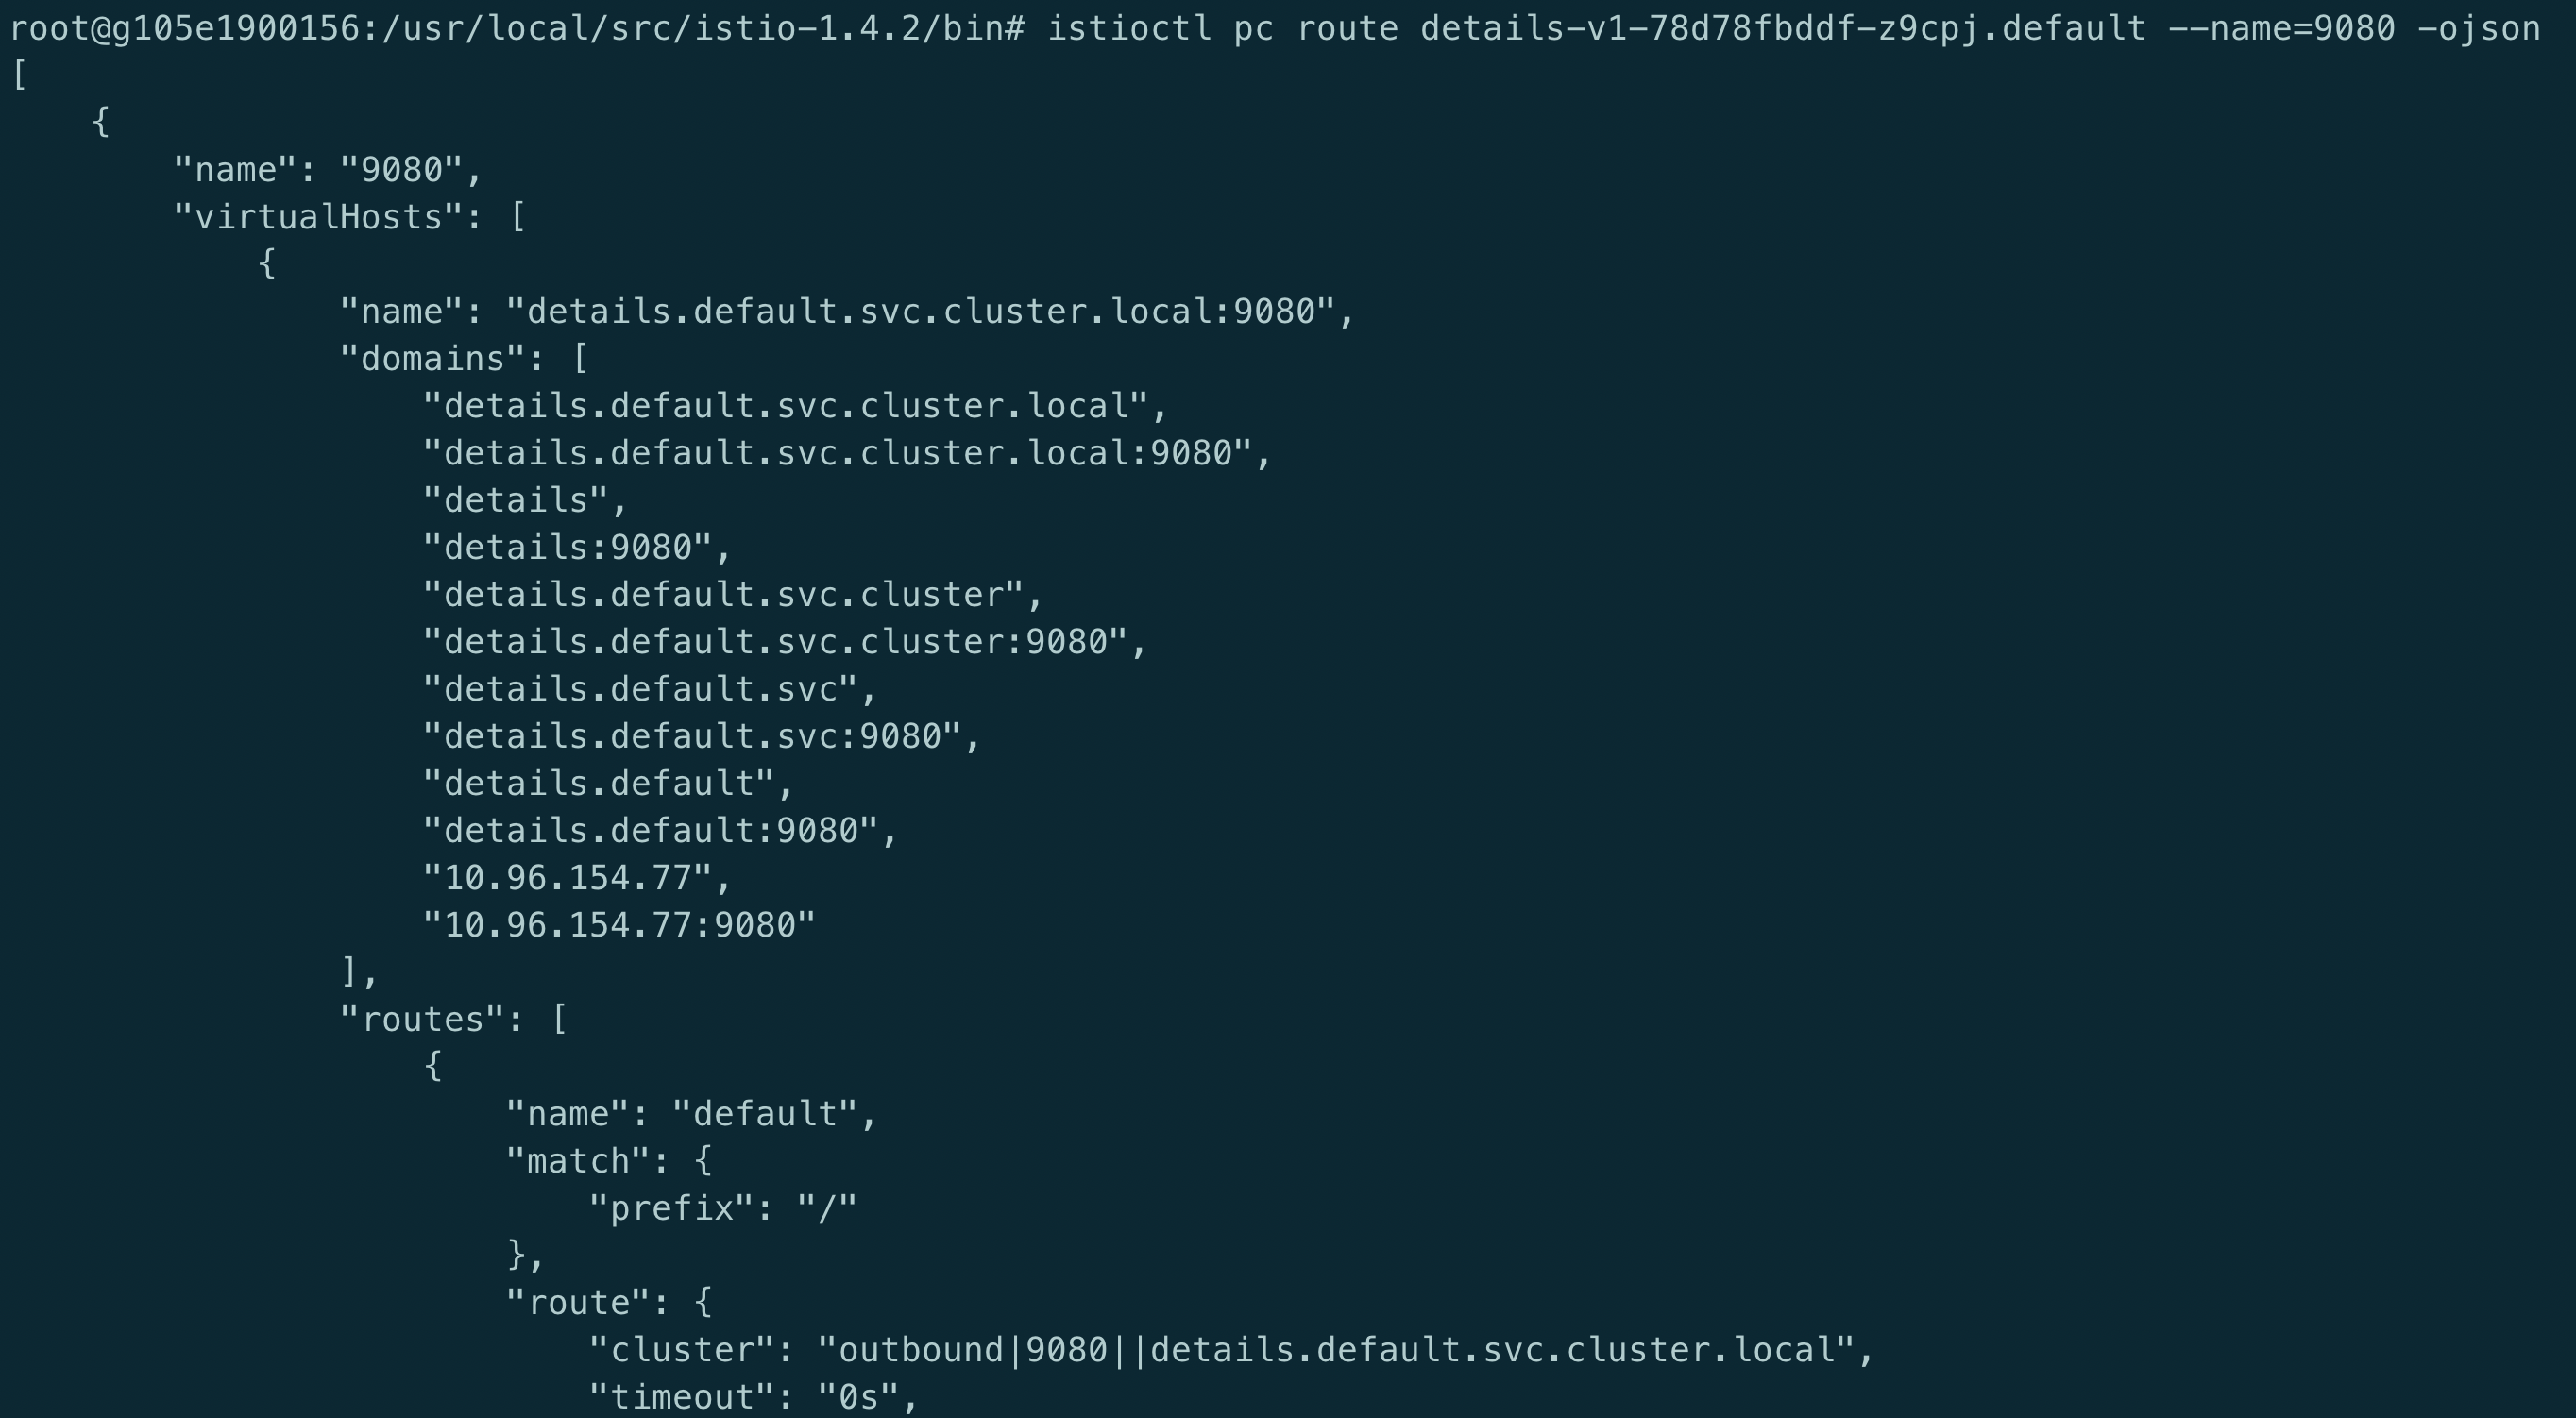 root@g105e1900156:/usr/local/src/istio-1.4.2/bin# istioctl pc route details-v1-78d78fbddf-z9cpj.default --name=9080 -ojson
[
    {
        "name": "9080",
        "virtualHosts": [
            {
                "name": "details.default.svc.cluster.local:9080",
                "domains": [
                    "details.default.svc.cluster.local",
                    "details.default.svc.cluster.local:9080",
                    "details",
                    "details:9080",
                    "details.default.svc.cluster",
                    "details.default.svc.cluster:9080",
                    "details.default.svc",
                    "details.default.svc:9080",
                    "details.default",
                    "details.default:9080",
                    "10.96.154.77",
                    "10.96.154.77:9080"
                ],
                "routes": [
                    {
                        "name": "default",
                        "match": {
                            "prefix": "/"
                        },
                        "route": {
                            "cluster": "outbound|9080||details.default.svc.cluster.local",
                            "timeout": "0s",